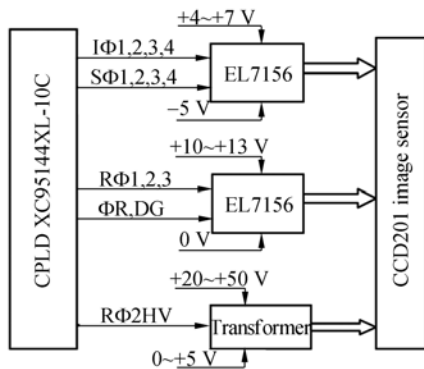 CPLD XC95144XL-10C
+4~+7 V
IΦ1,2,3,4
SΦ1,2,3,4
EL7156
−5 V
+10~+13 V
RΦ1,2,3
ΦR,DG
EL7156
0 V
+20~+50 V
RΦ2HV
Transformer
0~+5 V
CCD201 image sensor